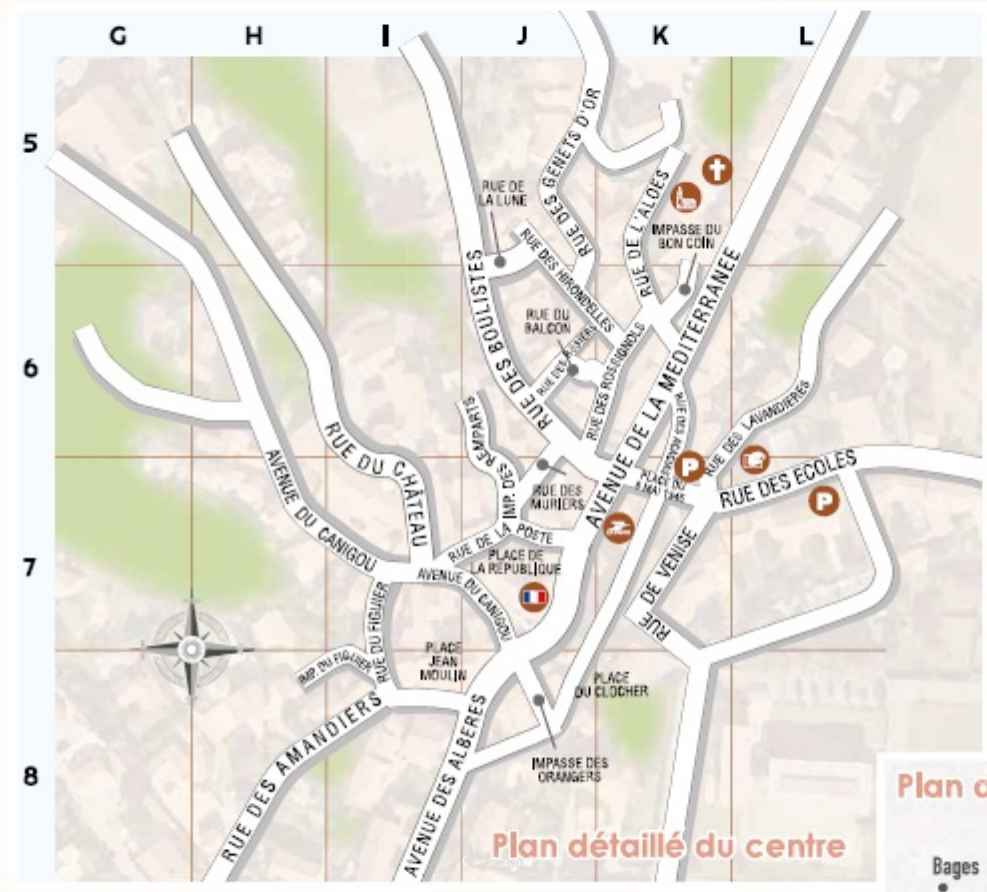 G H I J K L
5
RUE DE
LA LUNE
RUE DES GENETS D'OR
RUE DE L'ALOES
IMPASSE DU
BON COIN
RUE DES BOULISTES
RUE DES HIRONDELLES
RUE DU
BALCON
6
RUE DES ROSSIGNOLS
AVENUE DE LA MEDITERRANEE
RUE DES LAVANDIERES
IMP. DES REMPARTS
P
PLACE DU
8 MAI 1945
RUE DES ECOLES
P
RUE DU CHÂTEAU
AVENUE DU CANIGOU
RUE DES
MURIERS
RUE DE LA POSTE
7
PLACE DE
LA REPUBLIQUE
AVENUE DU CANIGOU
RUE DE VENISE
RUE DU FIGUIER
IMP. DU FIGUIER
PLACE
JEAN
MOULIN
PLACE
DU CLOCHER
RUE DES AMANDIERS
AVENUE DES ALBERES
IMPASSE DES
ORANGERS
8
Plan détaillé du centre
Plan d
Bages